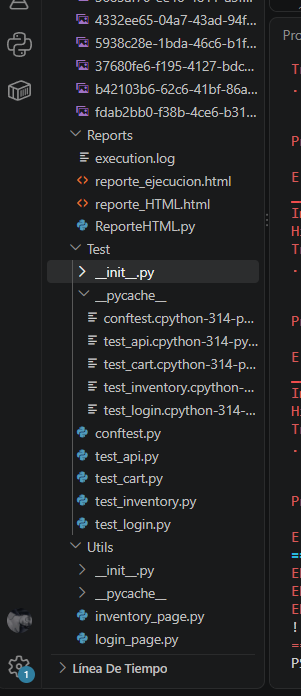 4332ee65-04a7-43ad-94f...
5938c28e-1bda-46c6-b1f...
37680fe6-f195-4127-bdc...
b42103b6-62c6-41bf-86a...
fdab2bb0-f38b-4ce6-b31...
Reports
execution.log
reporte_ejecucion.html
reporte_HTML.html
ReporteHTML.py
Test
__init__.py
__pycache__
conftest.cpython-314-p...
test_api.cpython-314-py...
test_cart.cpython-314-p...
test_inventory.cpython-...
test_login.cpython-314-...
conftest.py
test_api.py
test_cart.py
test_inventory.py
test_login.py
Utils
__init__.py
__pycache__
inventory_page.py
login_page.py
1
Línea De Tiempo